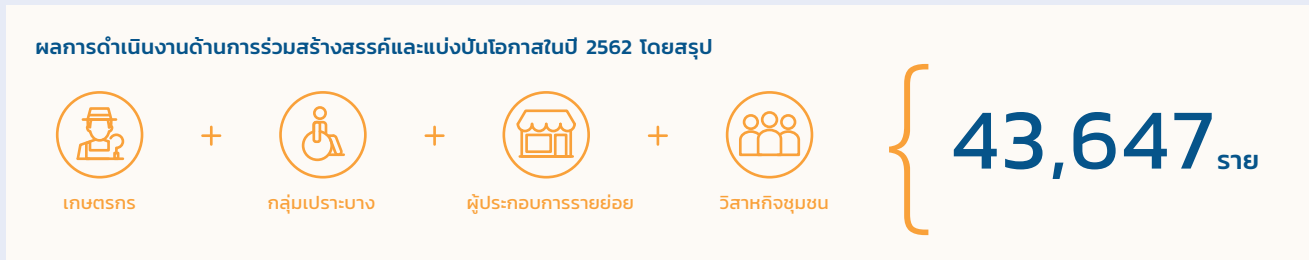 ผลการดำเนินงานด้านการร่วมสร้างสรรค์และแบ่งปันโอกาสในปี 2562 โดยสรุป
+ + +
43,647 ราย
เกษตรกร กลุ่มเปราะบาง ผู้ประกอบการรายย่อย วิสาหกิจชุมชน